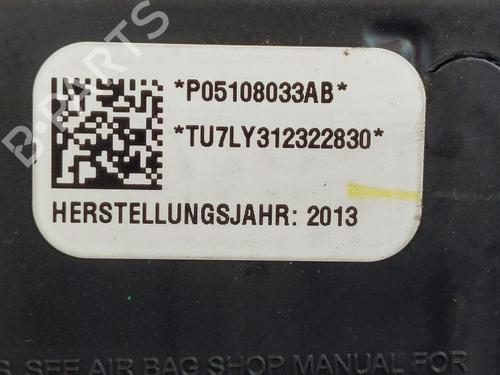 *P05108033AB*
*TU7LY312322830*
HERSTELLUNGSJAHR: 2013
SEE AIR BAG SHOP MANUAL FOR